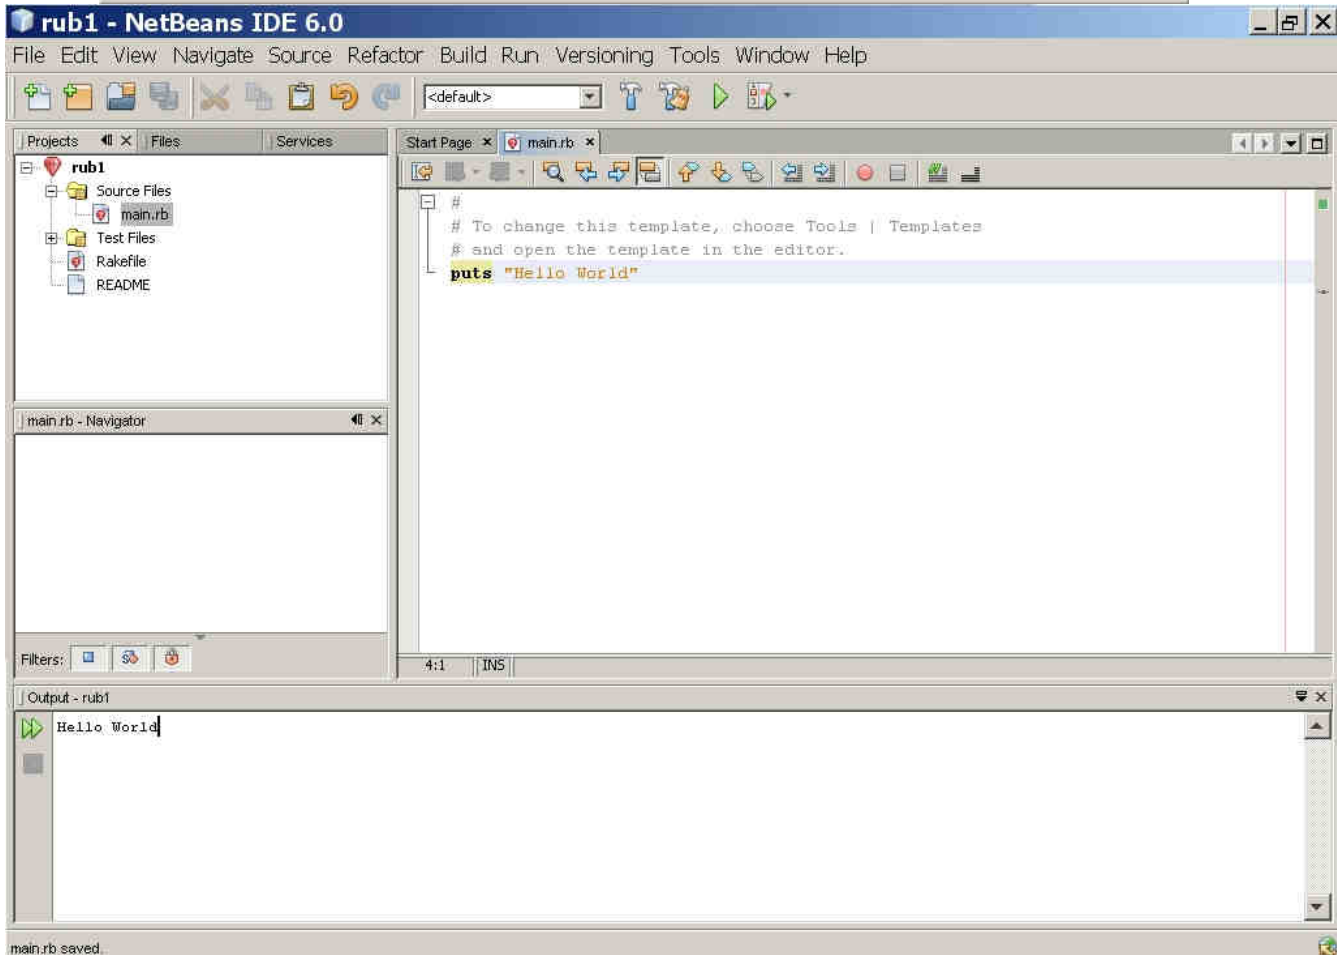 rub1 - NetBeans IDE 6.0
File Edit View Navigate Source Refactor Build Run Versioning Tools Window Help
<default>
Projects Files Services
rub1
Source Files
main.rb
Test Files
Rakefile
README
Start Page main.rb
#
# To change this template, choose Tools | Templates
# and open the template in the editor.
puts "Hello World"
main.rb - Navigator
Filters:
4:1 INS
Output - rub1
Hello World
main.rb saved.